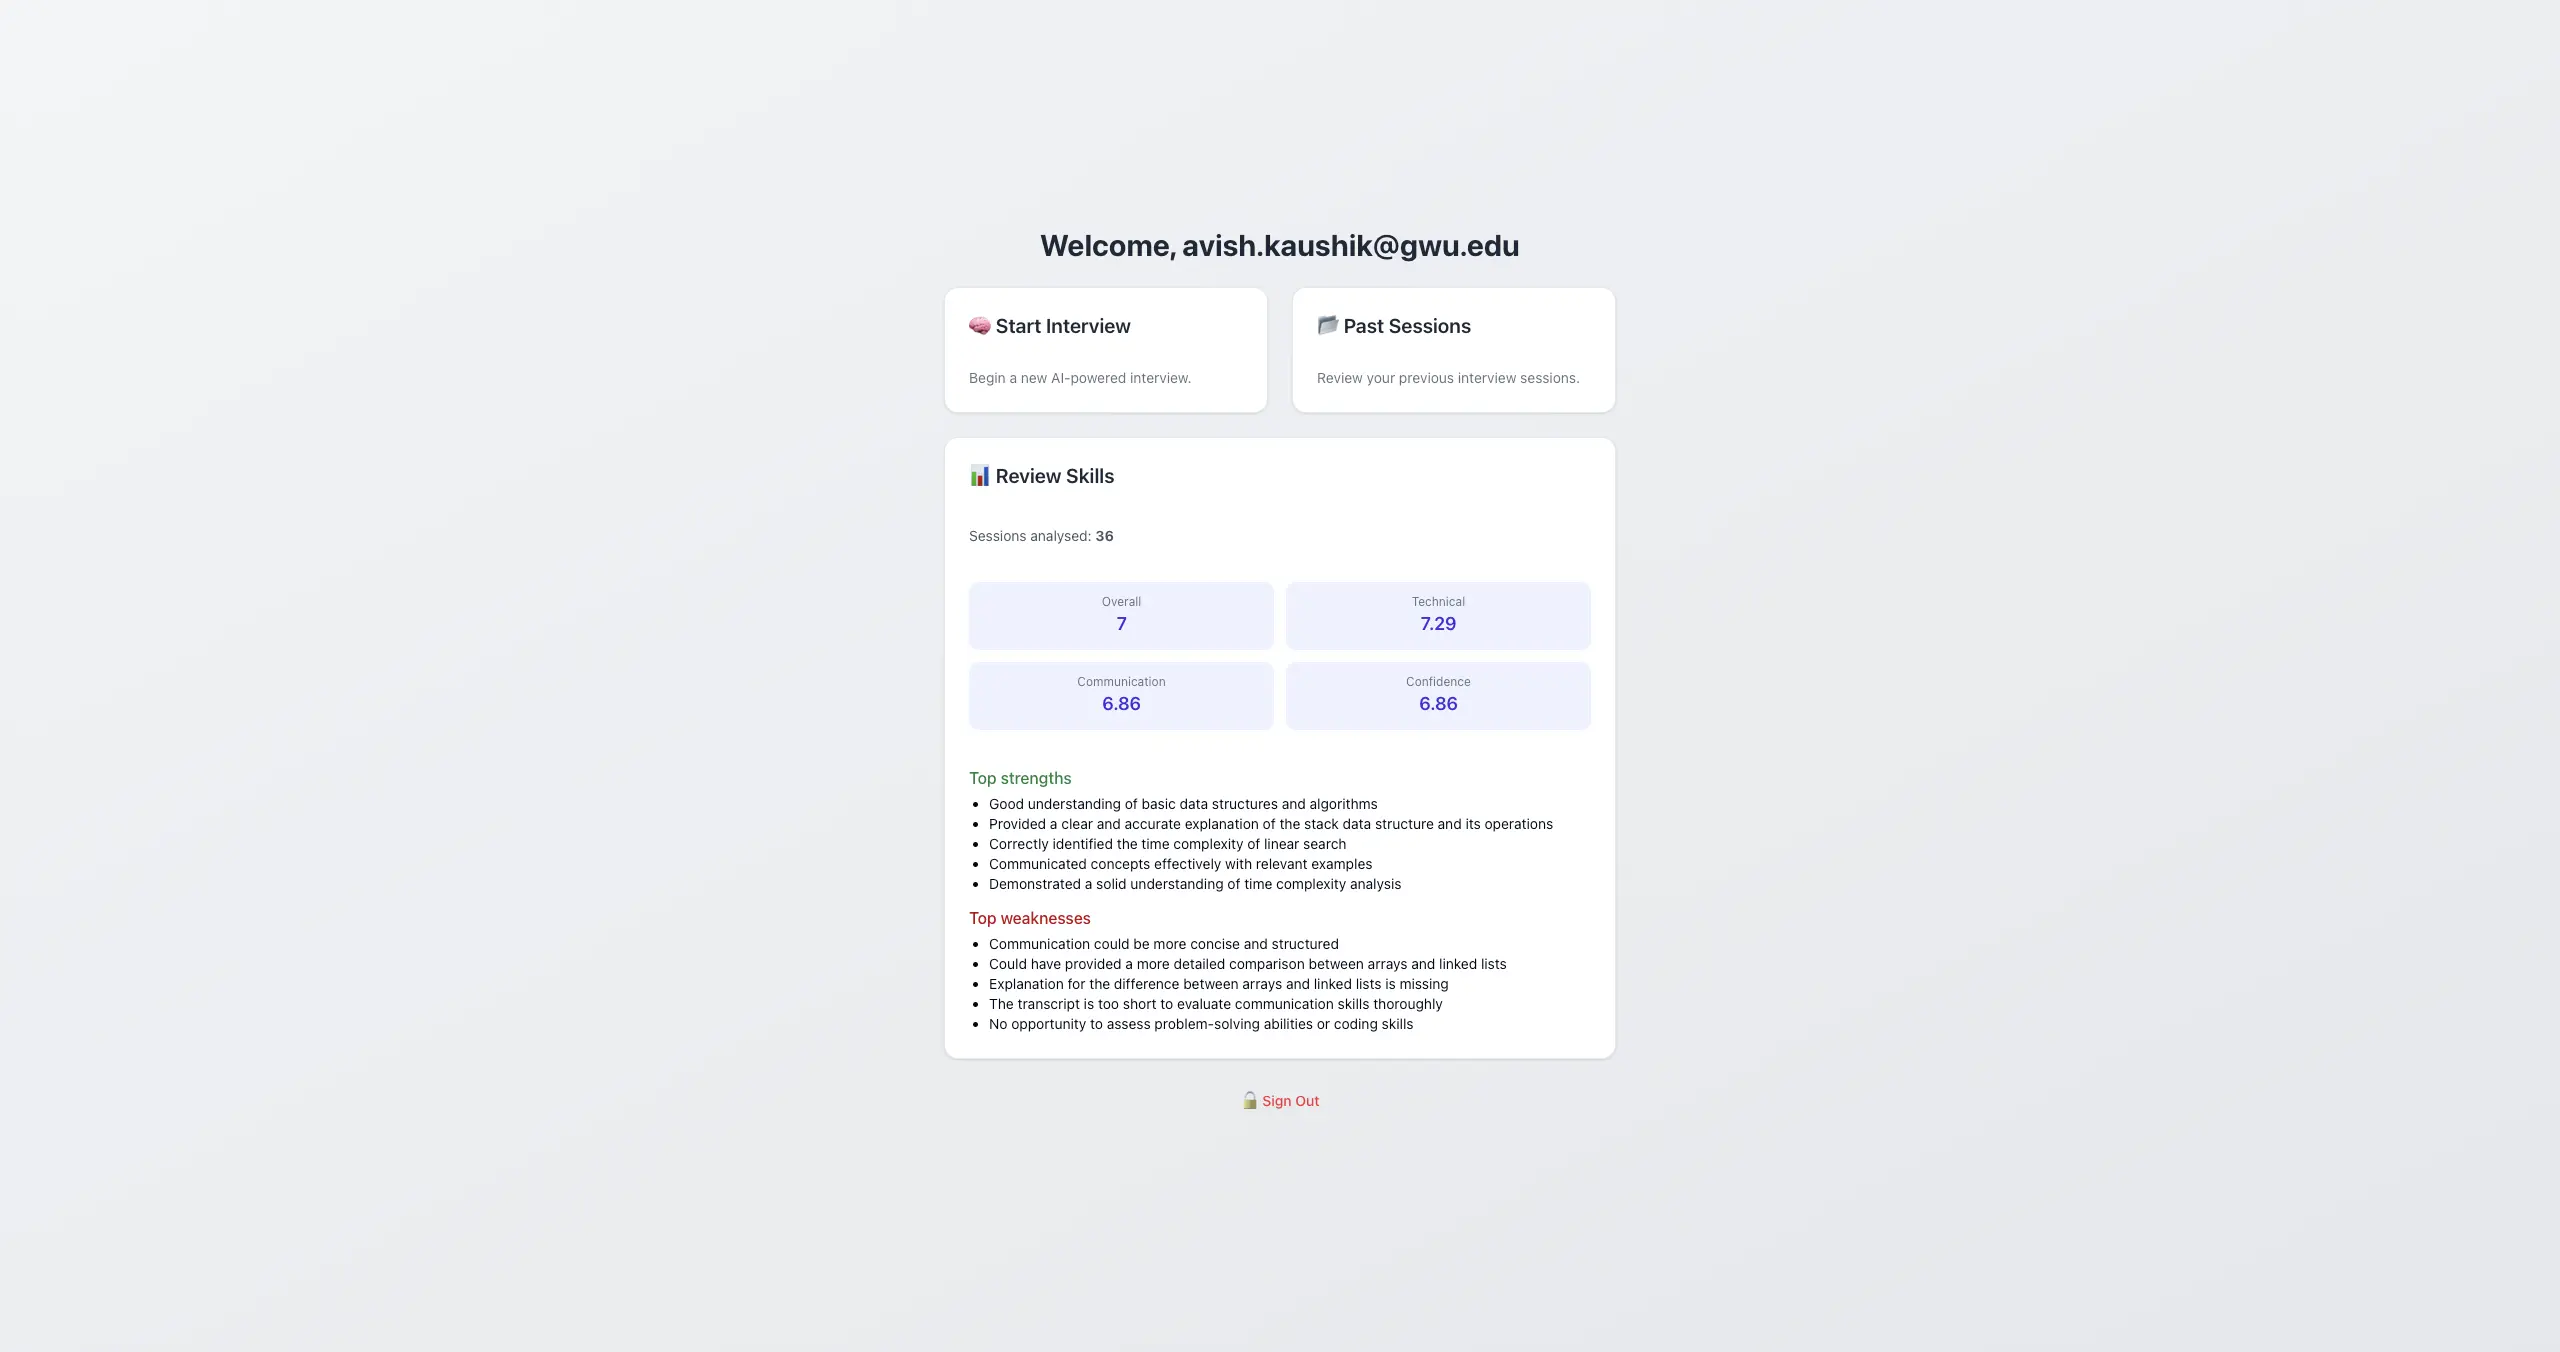 Welcome, avish.kaushik@gwu.edu
🧠 Start Interview
Begin a new AI-powered interview.
📂 Past Sessions
Review your previous interview sessions.
📊 Review Skills
Sessions analysed: 36
Overall
7
Technical
7.29
Communication
6.86
Confidence
6.86
Top strengths
• Good understanding of basic data structures and algorithms
• Provided a clear and accurate explanation of the stack data structure and its operations
• Correctly identified the time complexity of linear search
• Communicated concepts effectively with relevant examples
• Demonstrated a solid understanding of time complexity analysis
Top weaknesses
• Communication could be more concise and structured
• Could have provided a more detailed comparison between arrays and linked lists
• Explanation for the difference between arrays and linked lists is missing
• The transcript is too short to evaluate communication skills thoroughly
• No opportunity to assess problem-solving abilities or coding skills
🔒 Sign Out